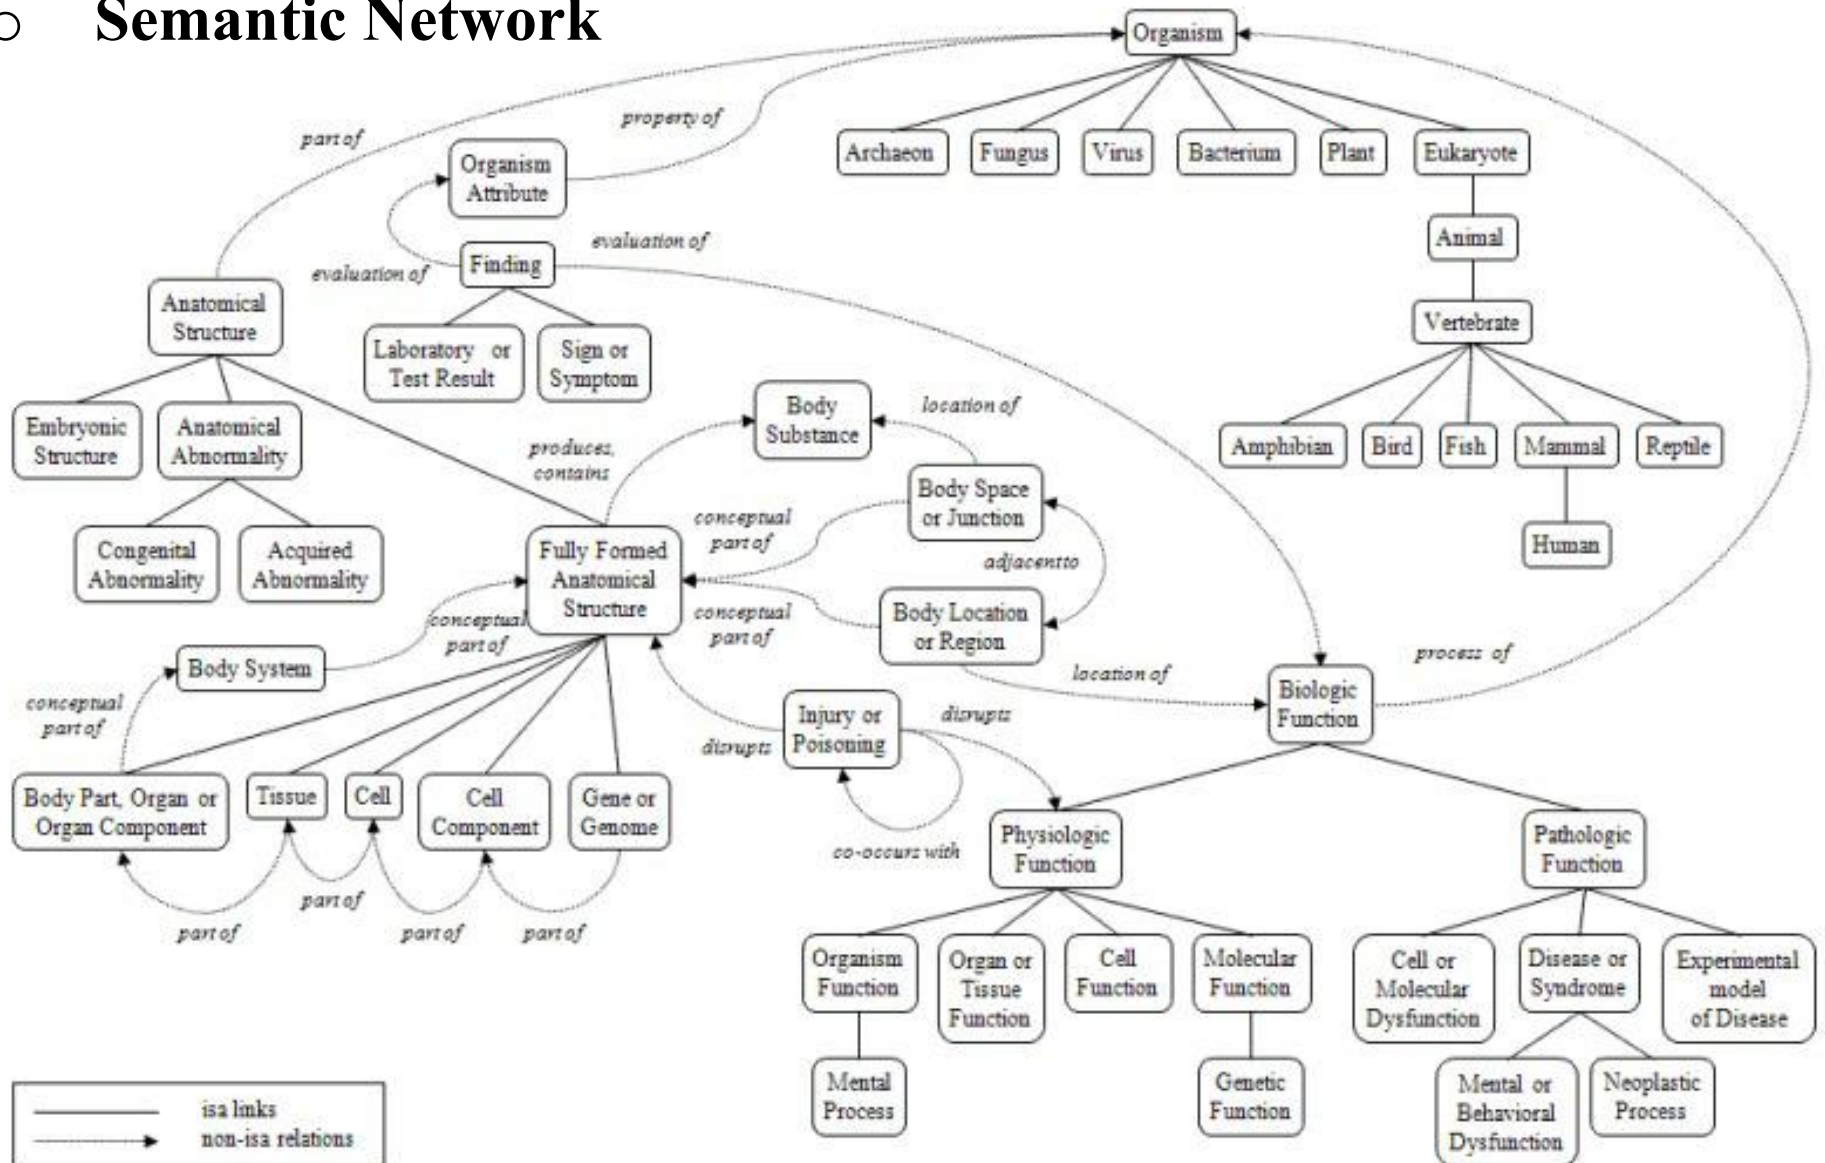 ○ Semantic Network
Organism
part of
property of
Archaeon
Fungus
Virus
Bacterium
Plant
Eukaryote
Organism
Attribute
Animal
evaluation of
evaluation of
Finding
Anatomical
Structure
Vertebrate
Laboratory or
Test Result
Sign or
Symptom
Body
Substance
location of
Embryonic
Structure
Anatomical
Abnormality
Amphibian
Bird
Fish
Mammal
Reptile
produces,
contains
Body Space
or Junction
conceptual
part of
Human
Congenital
Abnormality
Acquired
Abnormality
Fully Formed
Anatomical
Structure
adjacentto
conceptual
part of
Body Location
or Region
conceptual
part of
Body System
process of
location of
conceptual
part of
Biologic
Function
Injury or
Poisoning
disrupts
disrupts
Body Part, Organ or
Organ Component
Tissue
Cell
Cell
Component
Gene or
Genome
co-occurs with
Physiologic
Function
Pathologic
Function
part of
part of
part of
part of
Organism
Function
Organ or
Tissue
Function
Cell
Function
Molecular
Function
Cell or
Molecular
Dysfunction
Disease or
Syndrome
Experimental
model
of Disease
Mental
Process
Genetic
Function
Mental or
Behavioral
Dysfunction
Neoplastic
Process
isa links
non-isa relations